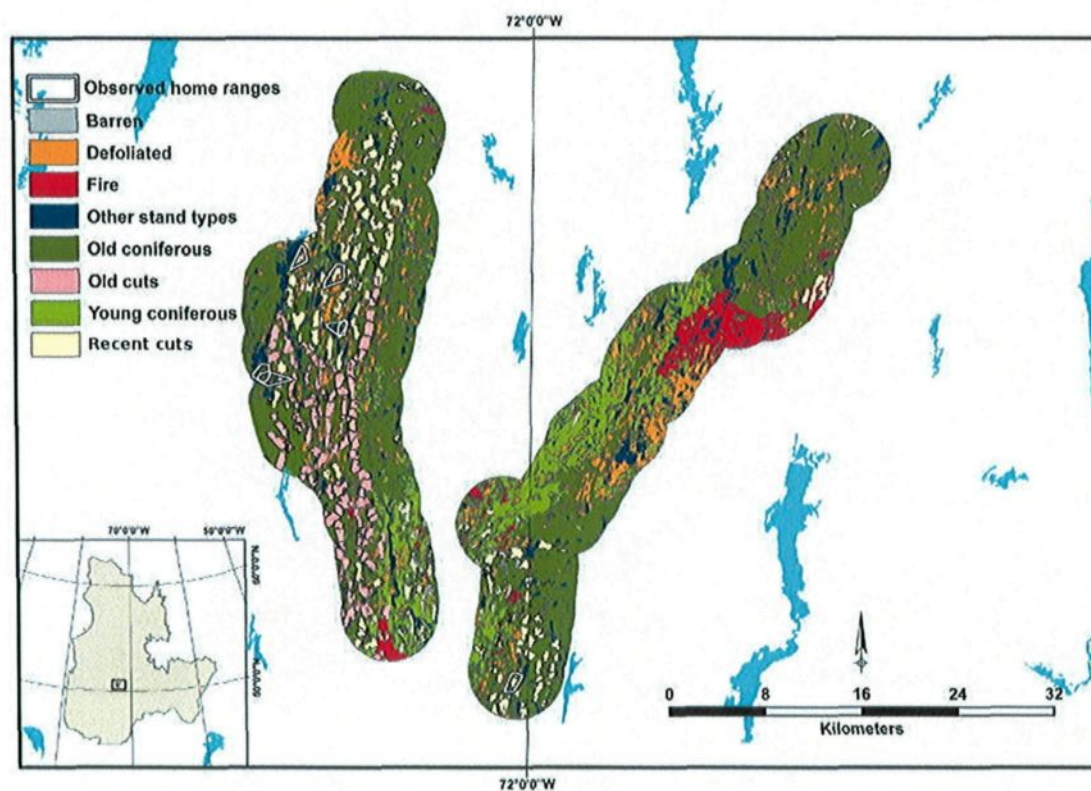 72°0'0"W
Observed home ranges
Barren
Defoliated
Fire
Other stand types
Old coniferous
Old cuts
Young coniferous
Recent cuts
70°0'0"W
0
8
16
24
32
Kilometers
72°0'0"W